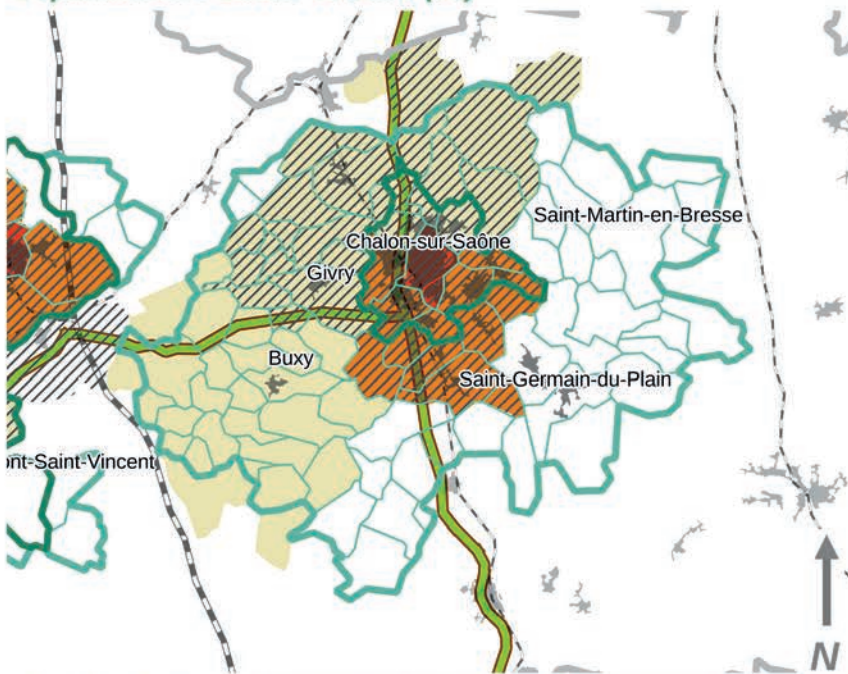 Saint-Martin-en-Bresse
Chalon-sur-Saône
Givry
Buxy
Saint-Germain-du-Plain
ont-Saint-Vincent
N